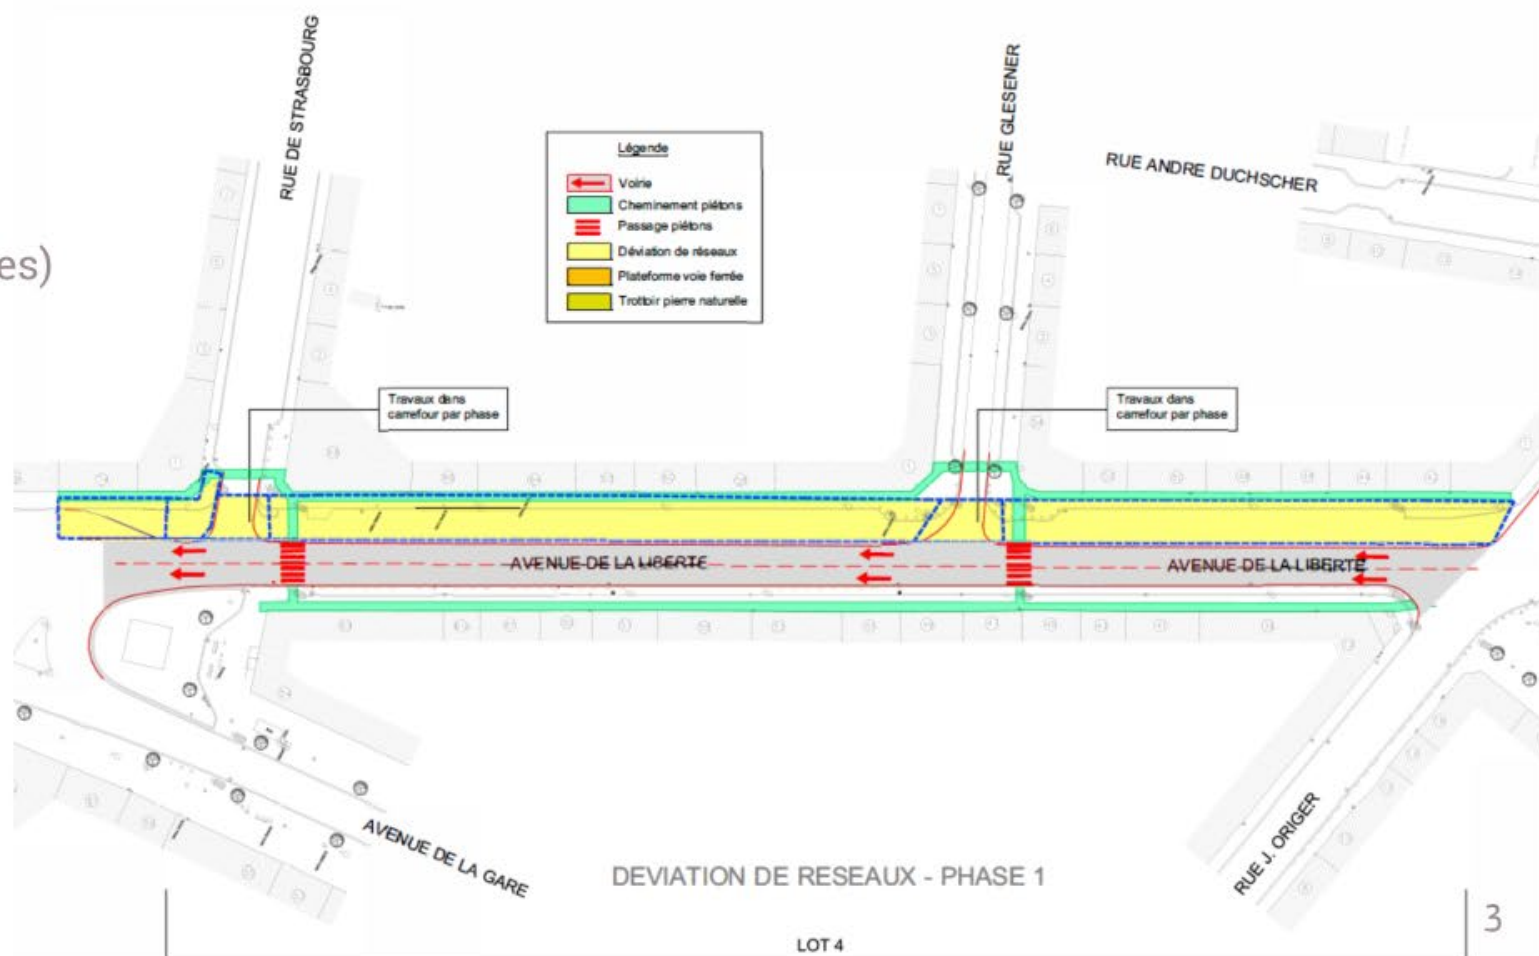 RUE DE STRASBOURG
RUE GLESENER
RUE ANDRE DUCHSCHER
es)
Légende
Voirie
Cheminement piétons
Passage piétons
Déviation de réseaux
Plateforme voie ferrée
Trottoir pierre naturelle
Travaux dans
carrefour par phase
Travaux dans
carrefour par phase
AVENUE DE LA LIBERTE
AVENUE DE LA LIBERTE
AVENUE DE LA GARE
RUE J. ORIGER
DEVIATION DE RESEAUX - PHASE 1
3
LOT 4